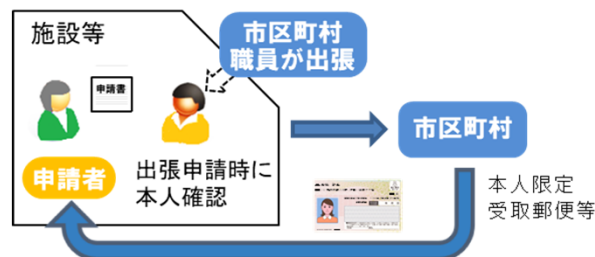 施設等
市区町村
職員が出張
申請書
申請者
出張申請時に
本人確認
市区町村
本人限定
受取郵便等